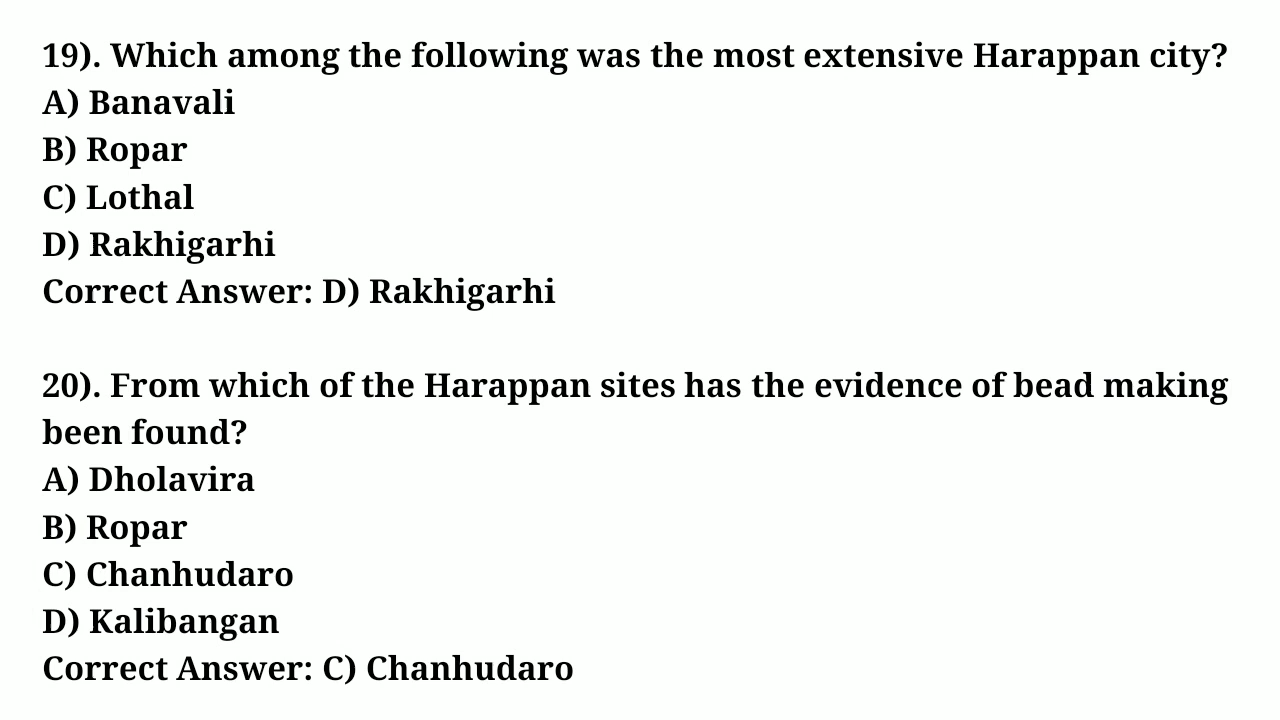 19). Which among the following was the most extensive Harappan city?
A) Banavali
B) Ropar
C) Lothal
D) Rakhigarhi
Correct Answer: D) Rakhigarhi
20). From which of the Harappan sites has the evidence of bead making
been found?
A) Dholavira
B) Ropar
C) Chanhudaro
D) Kalibangan
Correct Answer: C) Chanhudaro